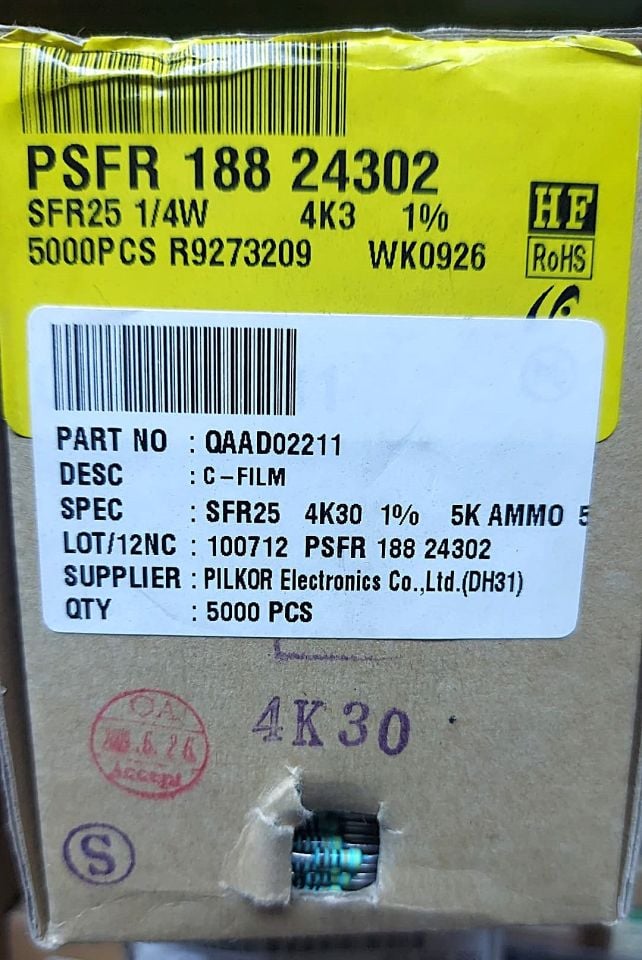 PSFR 188 24302
SFR25 1/4W 4K3 1%
HF
5000PCS R9273209 WK0926
RoHS
PART NO : QAAD02211
DESC : C-FILM
SPEC : SFR25 4K30 1% 5K AMMO 5
LOT/12NC : 100712 PSFR 188 24302
SUPPLIER : PILKOR Electronics Co.,Ltd.(DH31)
QTY : 5000 PCS
4K30
QA
Accept
S